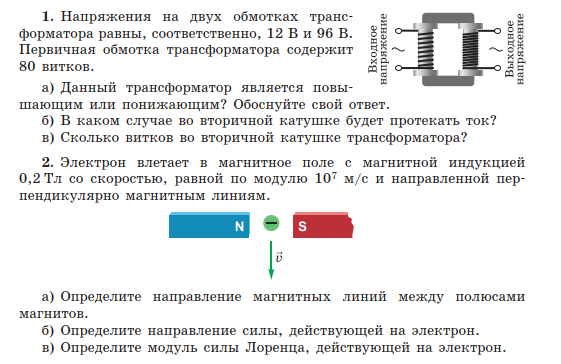 1. Напряжения на двух обмотках транс-
форматора равны, соответственно, 12 В и 96 В.
Первичная обмотка трансформатора содержит
80 витков.
Входное
напряжение
~
~
Выходное
напряжение
а) Данный трансформатор является повы-
шающим или понижающим? Обоснуйте свой ответ.
б) В каком случае во вторичной катушке будет протекать ток?
в) Сколько витков во вторичной катушке трансформатора?
2. Электрон влетает в магнитное поле с магнитной индукцией
0,2 Тл со скоростью, равной по модулю 10⁷ м/с и направленной пер-
пендикулярно магнитным линиям.
N − S
v⃗
а) Определите направление магнитных линий между полюсами
магнитов.
б) Определите направление силы, действующей на электрон.
в) Определите модуль силы Лоренца, действующей на электрон.